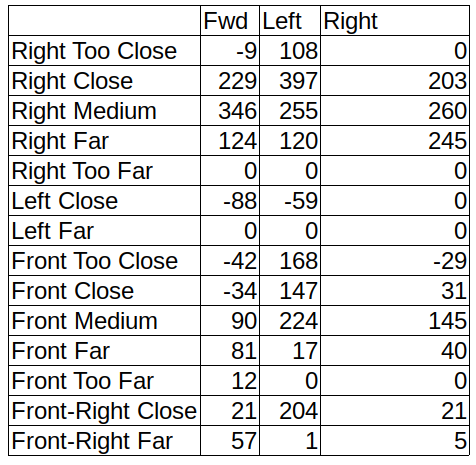 Fwd Left Right
Right Too Close -9 108 0
Right Close 229 397 203
Right Medium 346 255 260
Right Far 124 120 245
Right Too Far 0 0 0
Left Close -88 -59 0
Left Far 0 0 0
Front Too Close -42 168 -29
Front Close -34 147 31
Front Medium 90 224 145
Front Far 81 17 40
Front Too Far 12 0 0
Front-Right Close 21 204 21
Front-Right Far 57 1 5